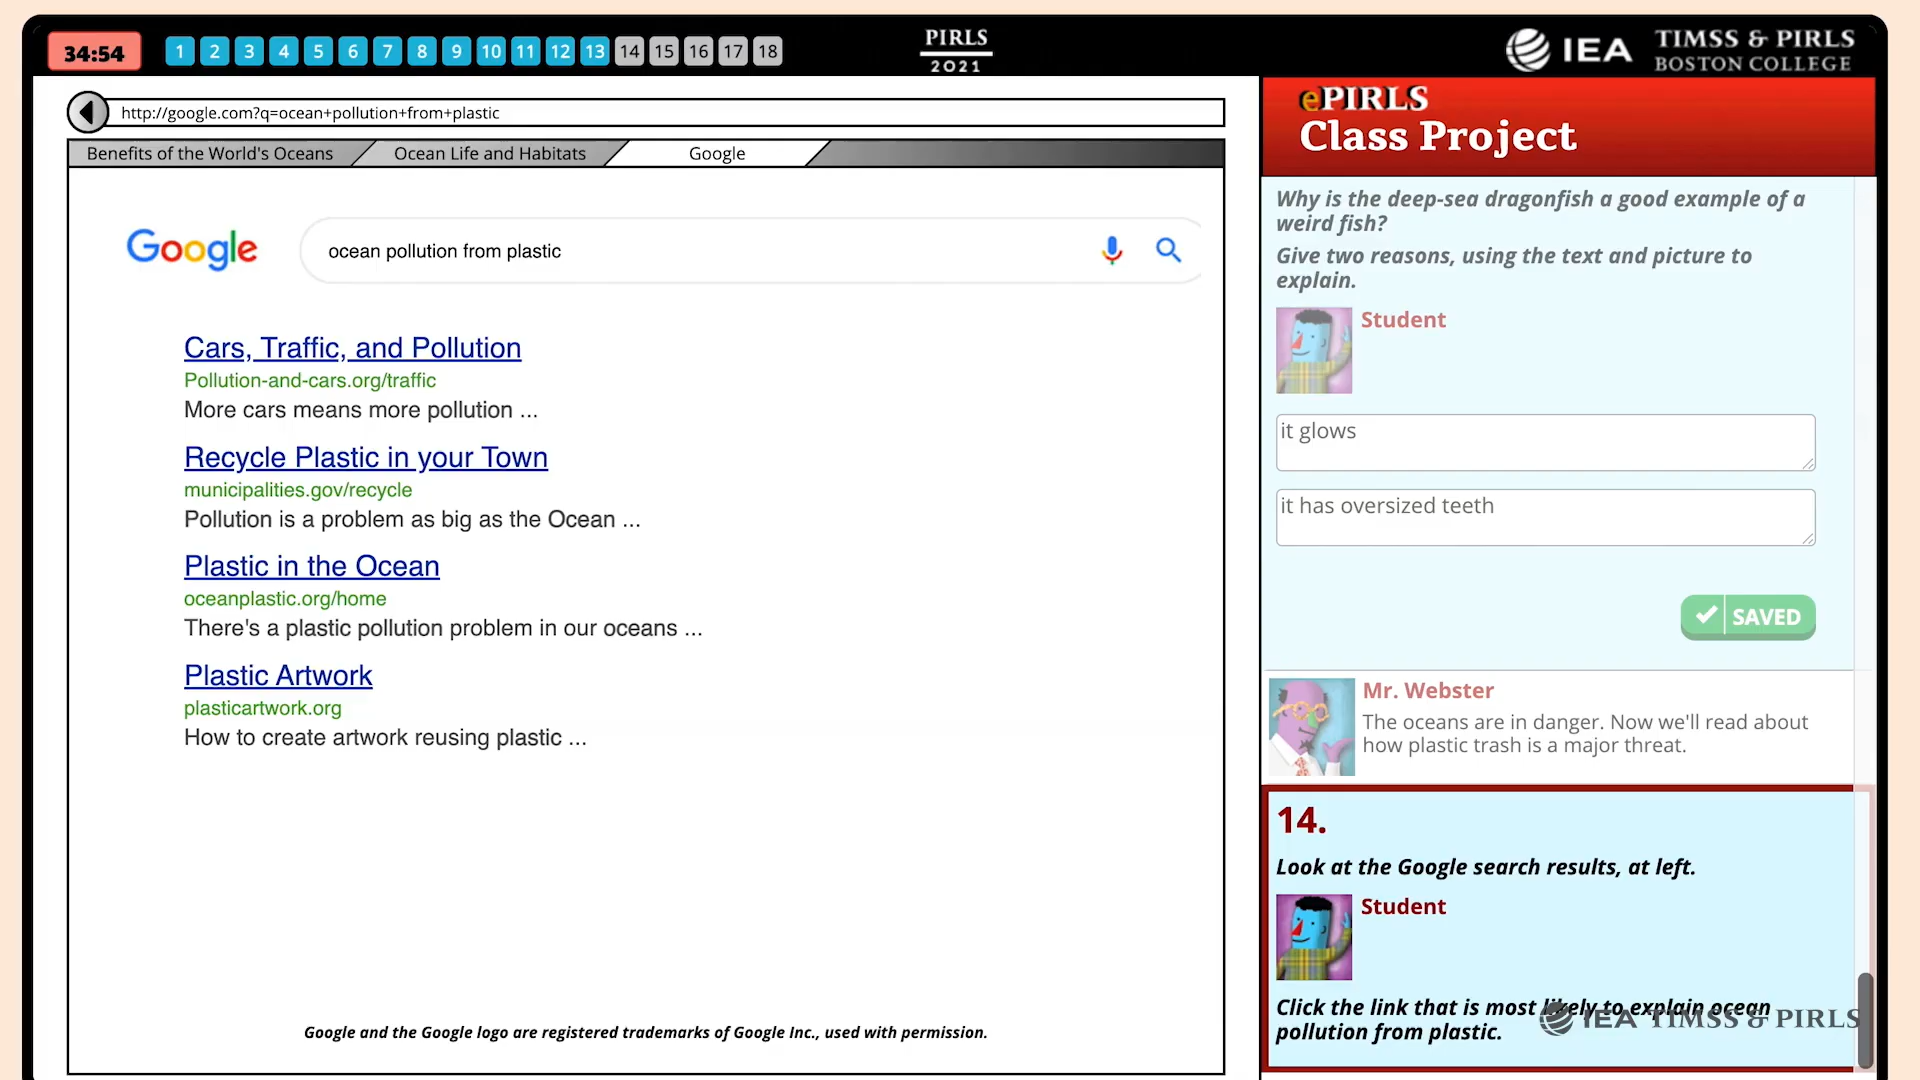 34:54
1 2 3 4 5 6 7 8 9 10 11 12 13 14 15 16 17 18
PIRLS
2021
IEA
TIMSS & PIRLS
BOSTON COLLEGE
http://google.com?q=ocean+pollution+from+plastic
Benefits of the World's Oceans
Ocean Life and Habitats
Google
Google
ocean pollution from plastic
Cars, Traffic, and Pollution
Pollution-and-cars.org/traffic
More cars means more pollution ...
Recycle Plastic in your Town
municipalities.gov/recycle
Pollution is a problem as big as the Ocean ...
Plastic in the Ocean
oceanplastic.org/home
There's a plastic pollution problem in our oceans ...
Plastic Artwork
plasticartwork.org
How to create artwork reusing plastic ...
Google and the Google logo are registered trademarks of Google Inc., used with permission.
ePIRLS
Class Project
Why is the deep-sea dragonfish a good example of a
weird fish?
Give two reasons, using the text and picture to
explain.
Student
it glows
it has oversized teeth
SAVED
Mr. Webster
The oceans are in danger. Now we'll read about
how plastic trash is a major threat.
14.
Look at the Google search results, at left.
Student
Click the link that is most likely to explain ocean
pollution from plastic.
IEA TIMSS & PIRLS